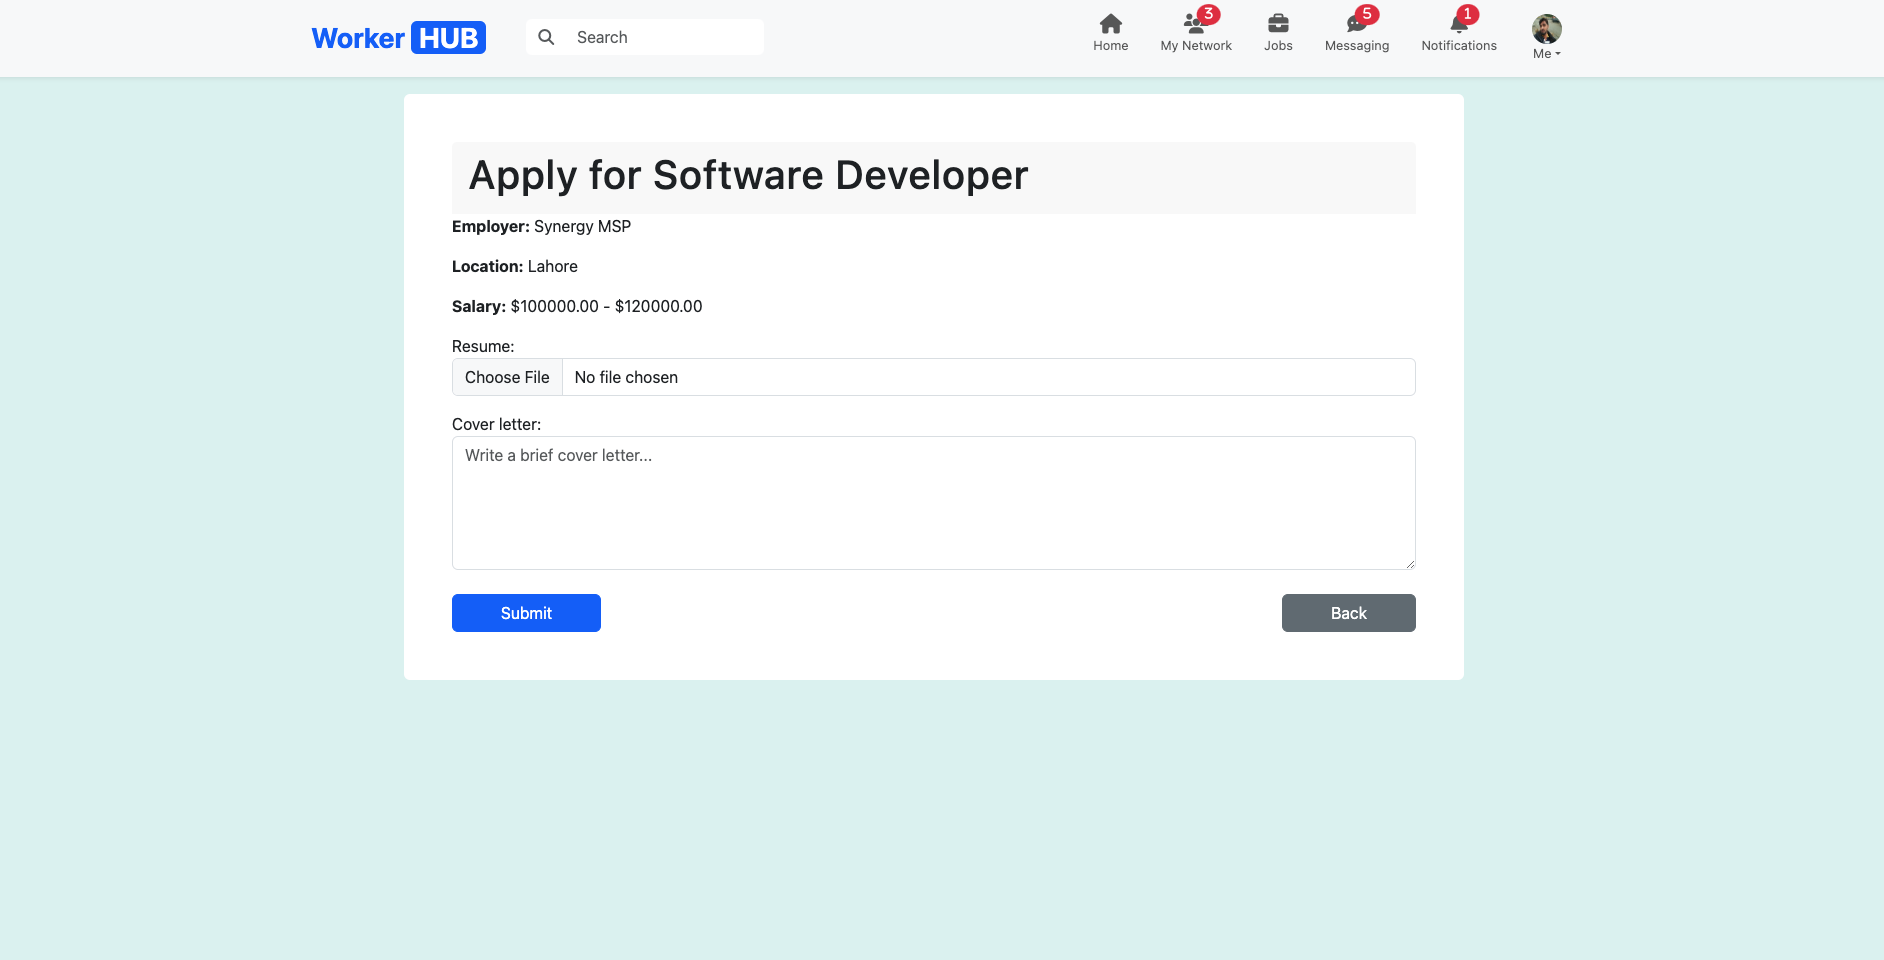 Worker HUB
Search
Home
3
My Network
Jobs
5
Messaging
1
Notifications
Me
Apply for Software Developer
Employer: Synergy MSP
Location: Lahore
Salary: $100000.00 - $120000.00
Resume:
Choose File No file chosen
Cover letter:
Write a brief cover letter...
Submit
Back